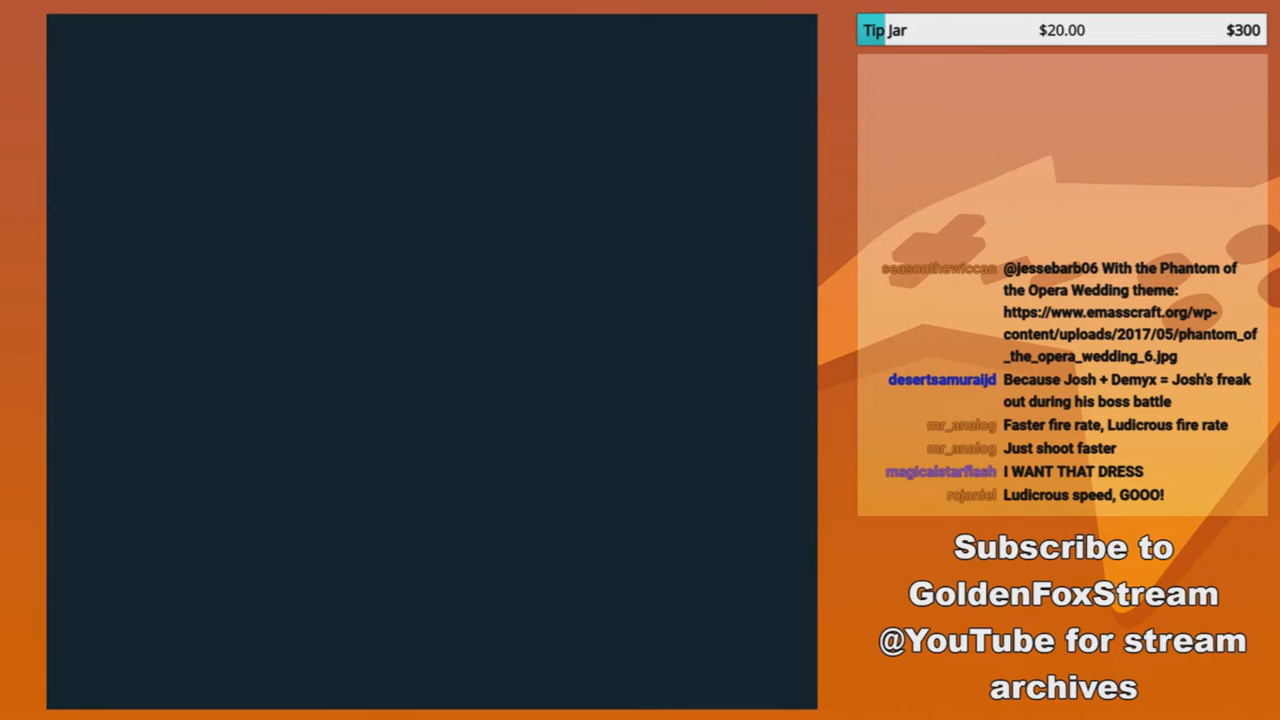 Tip Jar $20.00 $300
seasonthewiccan @jessebarb06 With the Phantom of
the Opera Wedding theme:
https://www.emasscraft.org/wp-
content/uploads/2017/05/phantom_of
_the_opera_wedding_6.jpg
desertsamuraijd Because Josh + Demyx = Josh's freak
out during his boss battle
mr_analog Faster fire rate, Ludicrous fire rate
mr_analog Just shoot faster
magicalstarflash I WANT THAT DRESS
rojaniel Ludicrous speed, GOOO!
Subscribe to
GoldenFoxStream
@YouTube for stream
archives